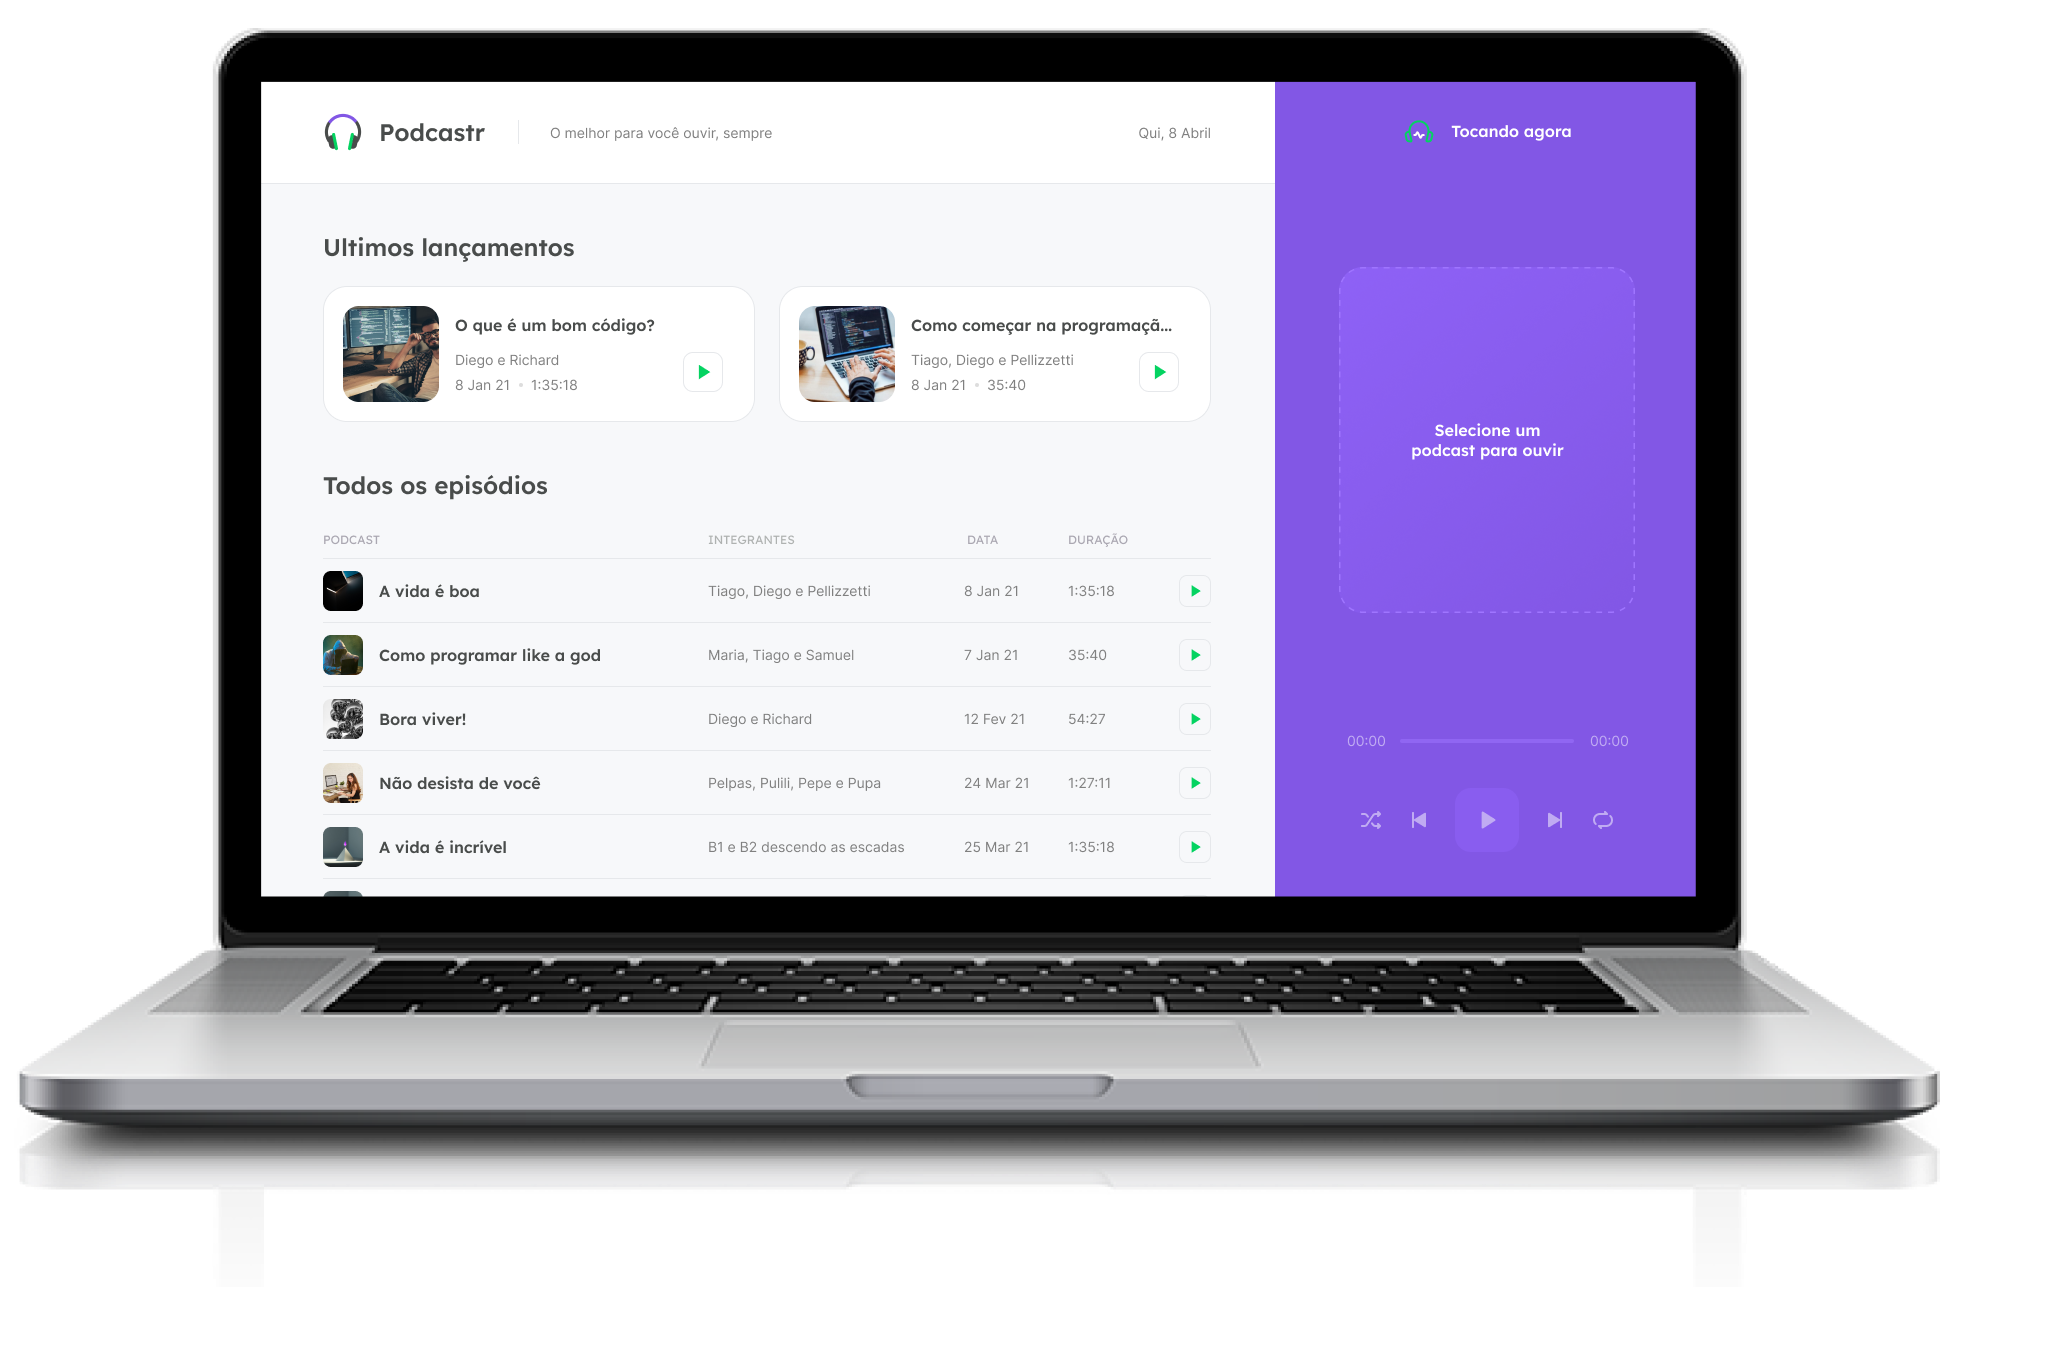 Podcastr
O melhor para você ouvir, sempre
Qui, 8 Abril
Ultimos lançamentos
O que é um bom código?
Diego e Richard
8 Jan 21 • 1:35:18
Como começar na programaçã...
Tiago, Diego e Pellizzetti
8 Jan 21 • 35:40
Todos os episódios
PODCAST INTEGRANTES DATA DURAÇÃO
A vida é boa Tiago, Diego e Pellizzetti 8 Jan 21 1:35:18
Como programar like a god Maria, Tiago e Samuel 7 Jan 21 35:40
Bora viver! Diego e Richard 12 Fev 21 54:27
Não desista de você Pelpas, Pulili, Pepe e Pupa 24 Mar 21 1:27:11
A vida é incrível B1 e B2 descendo as escadas 25 Mar 21 1:35:18
Tocando agora
Selecione um
podcast para ouvir
00:00 00:00